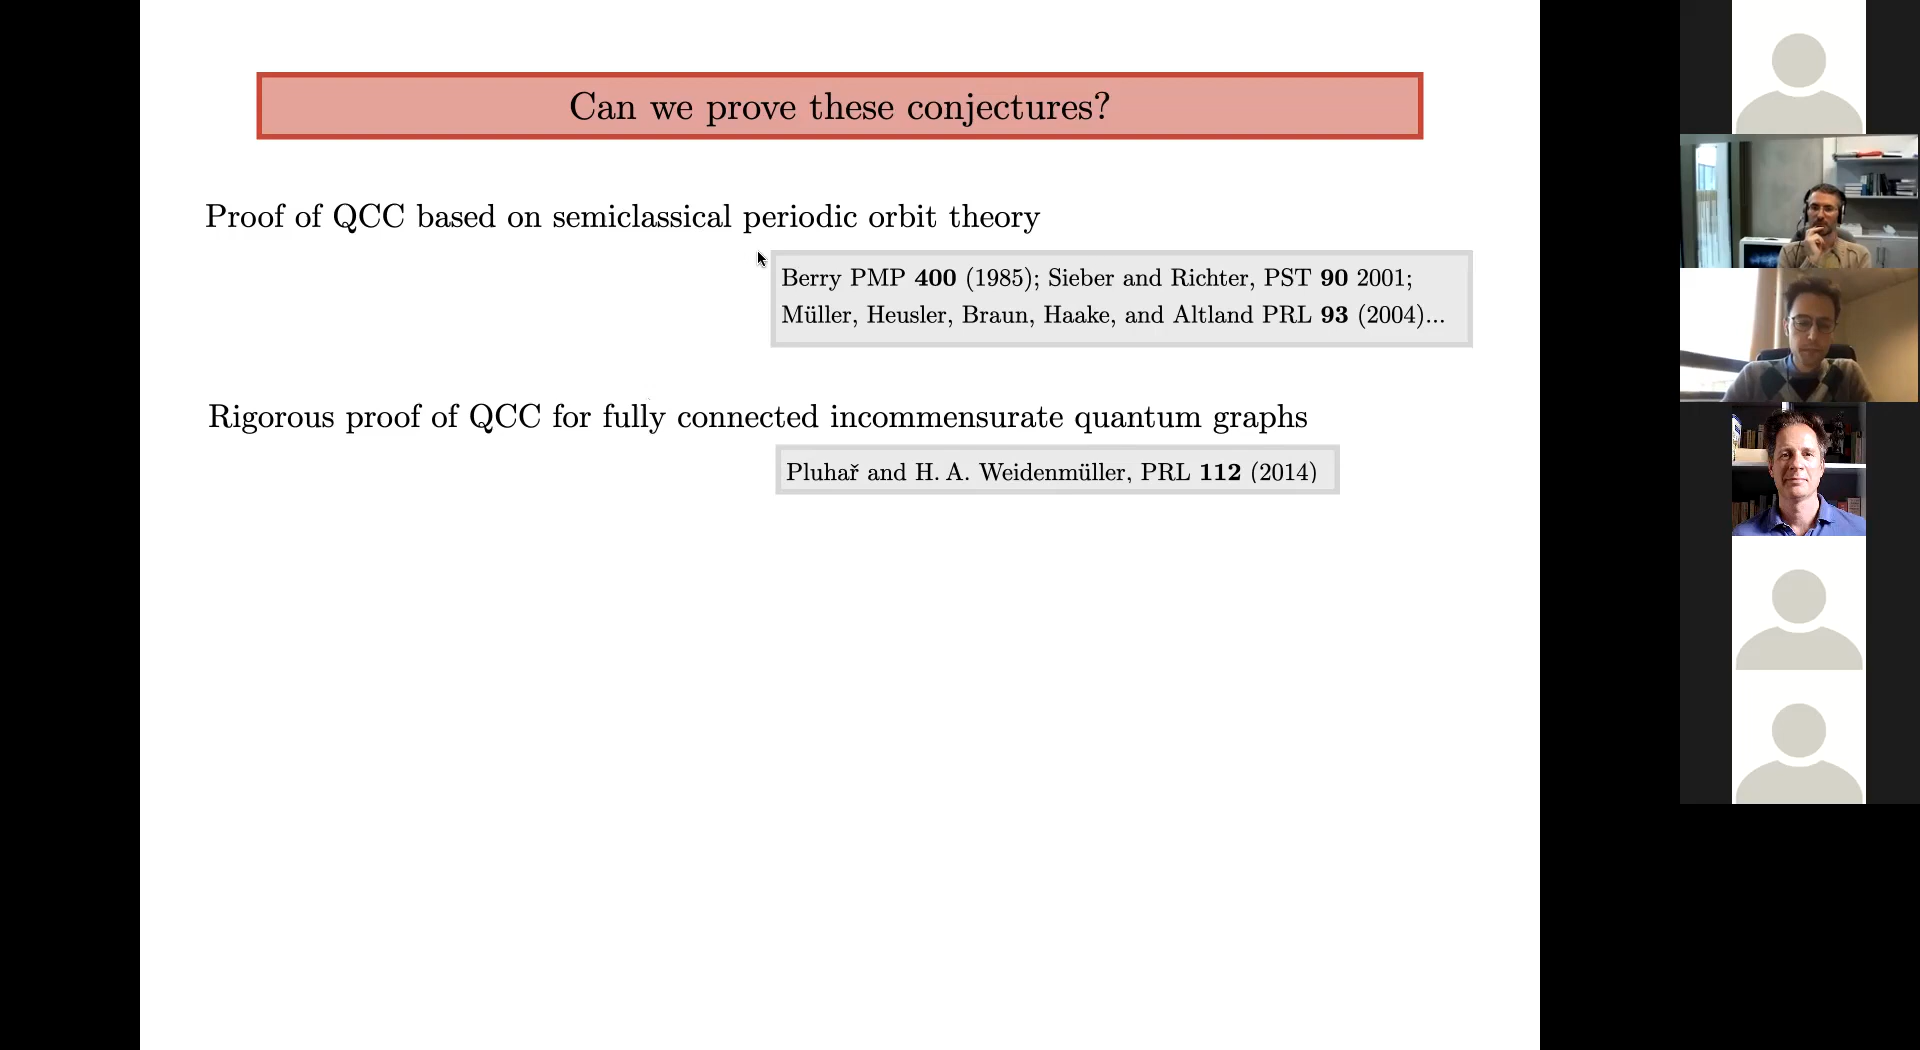 Can we prove these conjectures?
Proof of QCC based on semiclassical periodic orbit theory
Berry PMP 400 (1985); Sieber and Richter, PST 90 2001;
Müller, Heusler, Braun, Haake, and Altland PRL 93 (2004)...
Rigorous proof of QCC for fully connected incommensurate quantum graphs
Pluhař and H. A. Weidenmüller, PRL 112 (2014)